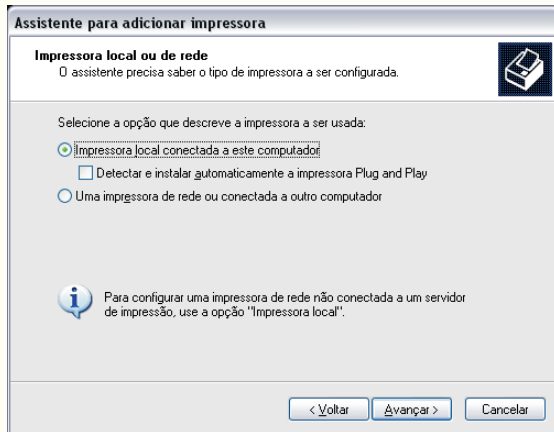 Assistente para adicionar impressora
Impressora local ou de rede
O assistente precisa saber o tipo de impressora a ser configurada.
Selecione a opção que descreve a impressora a ser usada:
Impressora local conectada a este computador
Detectar e instalar automaticamente a impressora Plug and Play
Uma impressora de rede ou conectada a outro computador
Para configurar uma impressora de rede não conectada a um servidor
de impressão, use a opção "Impressora local".
< Voltar
Avançar >
Cancelar